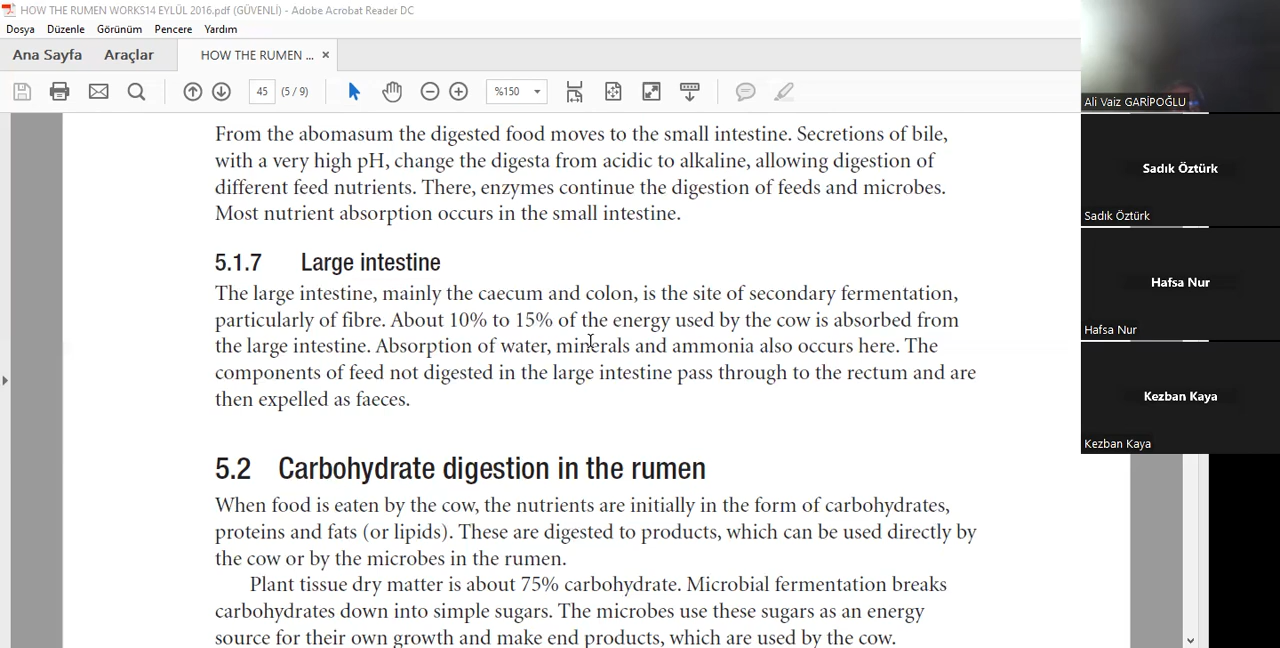 HOW THE RUMEN WORKS14 EYLÜL 2016.pdf (GÜVENLİ) - Adobe Acrobat Reader DC
Dosya Düzenle Görünüm Pencere Yardım
Ana Sayfa Araçlar HOW THE RUMEN ... ×
45 (5 / 9) %150
From the abomasum the digested food moves to the small intestine. Secretions of bile,
with a very high pH, change the digesta from acidic to alkaline, allowing digestion of
different feed nutrients. There, enzymes continue the digestion of feeds and microbes.
Most nutrient absorption occurs in the small intestine.
5.1.7 Large intestine
The large intestine, mainly the caecum and colon, is the site of secondary fermentation,
particularly of fibre. About 10% to 15% of the energy used by the cow is absorbed from
the large intestine. Absorption of water, minerals and ammonia also occurs here. The
components of feed not digested in the large intestine pass through to the rectum and are
then expelled as faeces.
5.2 Carbohydrate digestion in the rumen
When food is eaten by the cow, the nutrients are initially in the form of carbohydrates,
proteins and fats (or lipids). These are digested to products, which can be used directly by
the cow or by the microbes in the rumen.
Plant tissue dry matter is about 75% carbohydrate. Microbial fermentation breaks
carbohydrates down into simple sugars. The microbes use these sugars as an energy
source for their own growth and make end products, which are used by the cow.
Ali Vaiz GARİPOĞLU
Sadık Öztürk
Sadık Öztürk
Hafsa Nur
Hafsa Nur
Kezban Kaya
Kezban Kaya